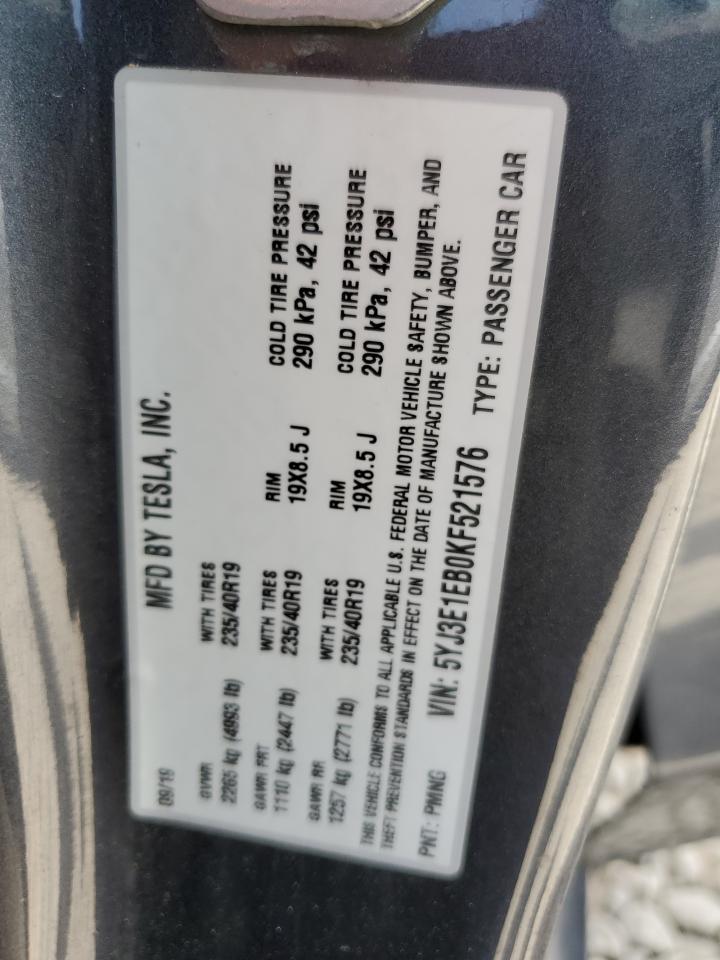 MFD BY TESLA, INC.
09/19
GVWR WITH TIRES
2265 kg (4993 lb) 235/40R19
GAWR FRT WITH TIRES RIM COLD TIRE PRESSURE
1110 kg (2447 lb) 235/40R19 19X8.5 J 290 kPa, 42 psi
GAWR RR WITH TIRES RIM COLD TIRE PRESSURE
1257 kg (2771 lb) 235/40R19 19X8.5 J 290 kPa, 42 psi
THIS VEHICLE CONFORMS TO ALL APPLICABLE U.S. FEDERAL MOTOR VEHICLE SAFETY, BUMPER, AND
THEFT PREVENTION STANDARDS IN EFFECT ON THE DATE OF MANUFACTURE SHOWN ABOVE.
PNT: PMNG VIN: 5YJ3E1EB0KF521576 TYPE: PASSENGER CAR